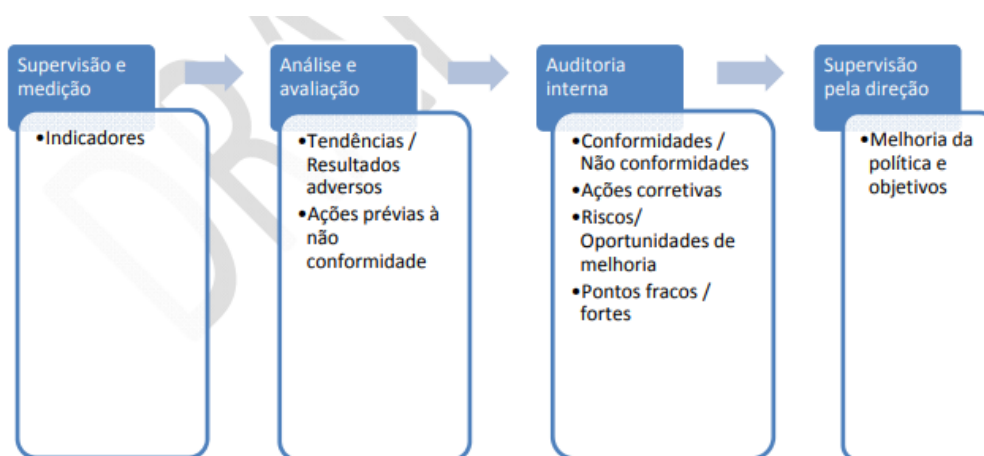 Supervisão e
medição
•Indicadores
Análise e
avaliação
•Tendências /
Resultados
adversos
•Ações prévias à
não
conformidade
Auditoria
interna
•Conformidades /
Não conformidades
•Ações corretivas
•Riscos/
Oportunidades de
melhoria
•Pontos fracos /
fortes
Supervisão
pela direção
•Melhoria da
política e
objetivos